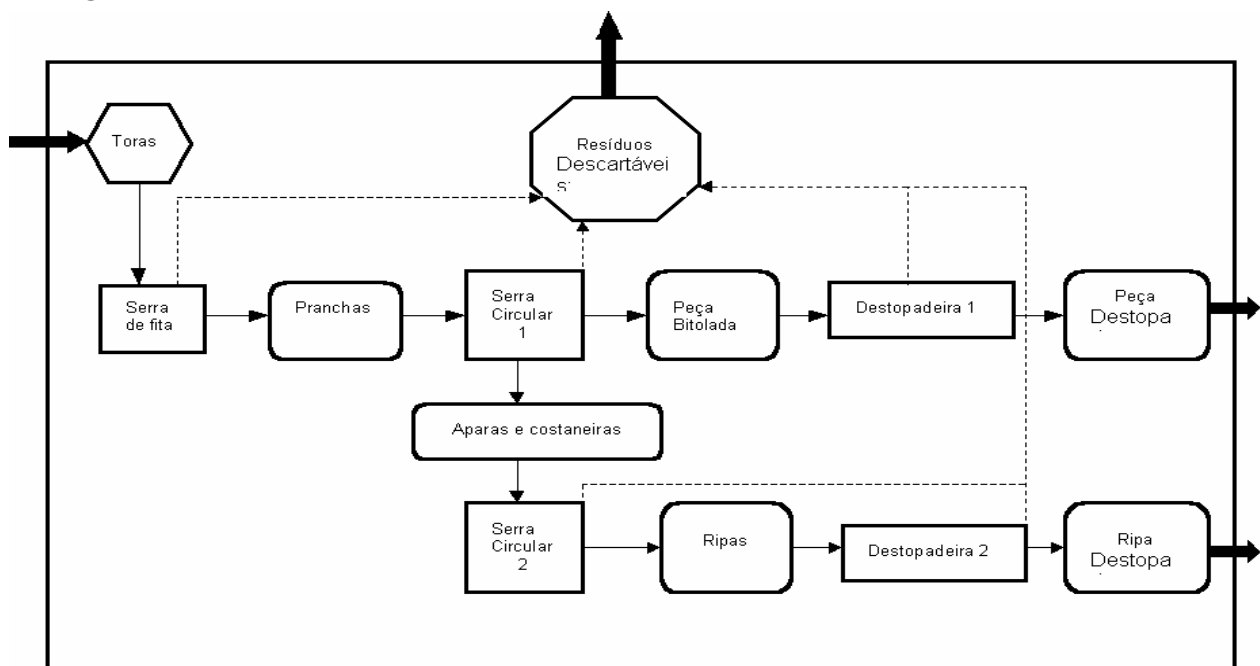 Toras
Resíduos
Descartávei
s
Serra
de fita
Pranchas
Serra
Circular
1
Peça
Bitolada
Destopadeira 1
Peça
Destopa
Aparas e costaneiras
Serra
Circular
2
Ripas
Destopadeira 2
Ripa
Destopa